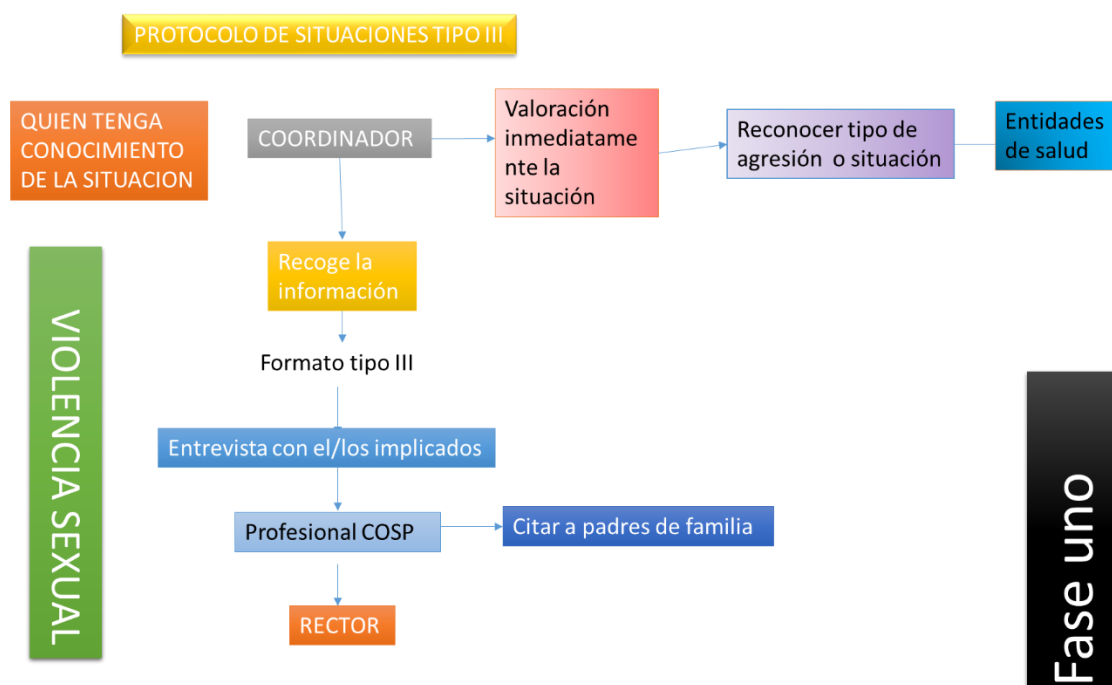 PROTOCOLO DE SITUACIONES TIPO III
QUIEN TENGA
CONOCIMIENTO
DE LA SITUACION
COORDINADOR
Valoración
inmediatame
nte la
situación
Reconocer tipo de
agresión o situación
Entidades
de salud
Recoge la
información
Formato tipo III
Entrevista con el/los implicados
Profesional COSP
Citar a padres de familia
RECTOR
VIOLENCIA SEXUAL
Fase uno